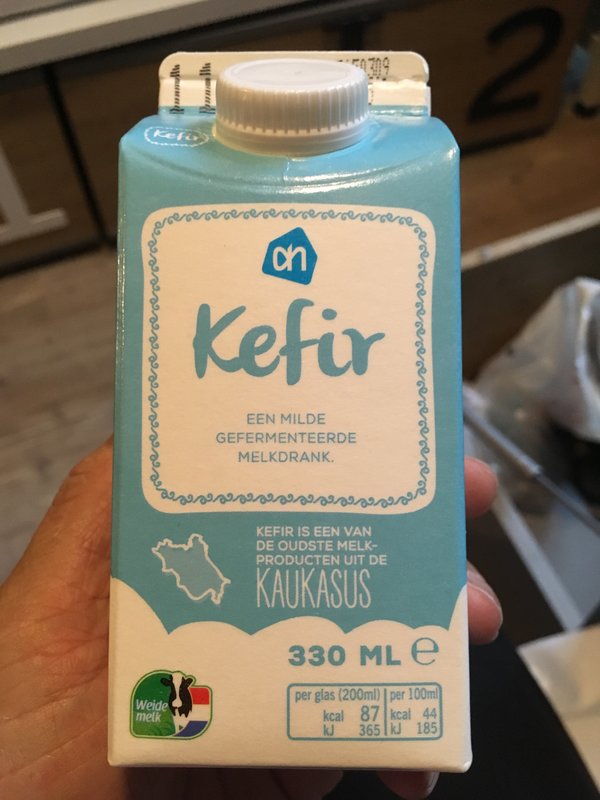 Kefir
2
ah
Kefir
EEN MILDE
GEFERMENTEERDE
MELKDRANK.
KEFIR IS EEN VAN
DE OUDSTE MELK-
PRODUCTEN UIT DE
KAUKASUS
330 ML ℮
Weide
melk
per glas (200ml) per 100ml
kcal 87 kcal 44
kJ 365 kJ 185